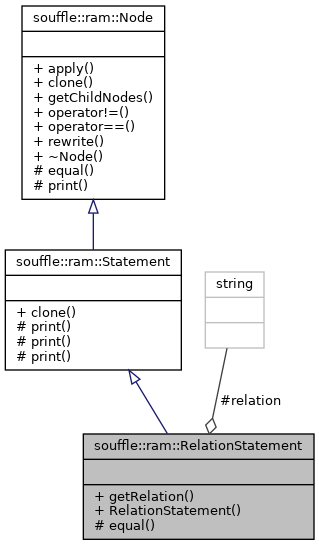 souffle::ram::Node
+ apply()
+ clone()
+ getChildNodes()
+ operator!=()
+ operator==()
+ rewrite()
+ ~Node()
# equal()
# print()
souffle::ram::Statement
+ clone()
# print()
# print()
# print()
string
#relation
souffle::ram::RelationStatement
+ getRelation()
+ RelationStatement()
# equal()